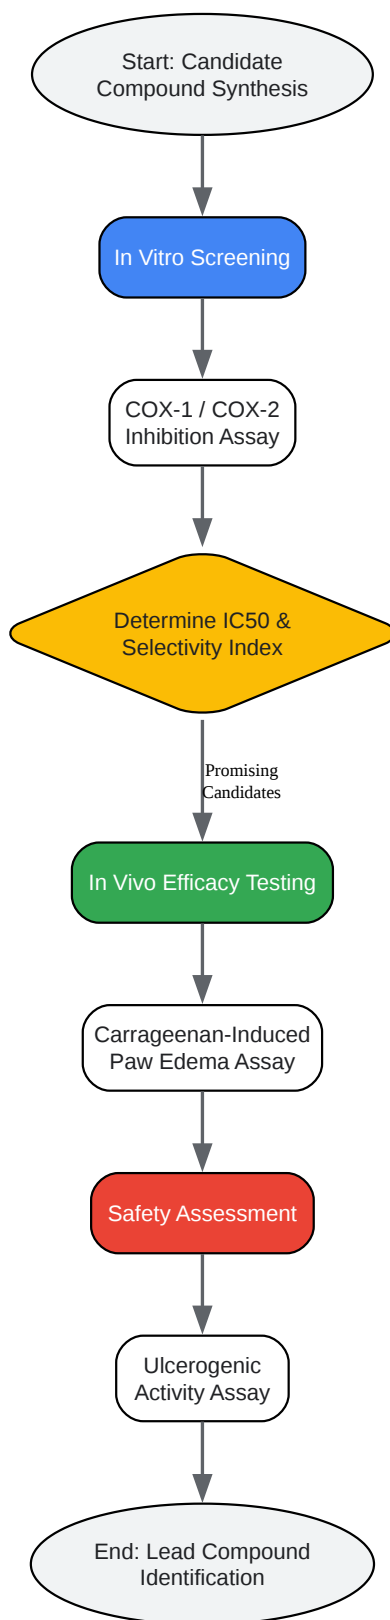 Start: Candidate
Compound Synthesis
In Vitro Screening
COX-1 / COX-2
Inhibition Assay
Determine IC50 &
Selectivity Index
Promising
Candidates
In Vivo Efficacy Testing
Carrageenan-Induced
Paw Edema Assay
Safety Assessment
Ulcerogenic
Activity Assay
End: Lead Compound
Identification